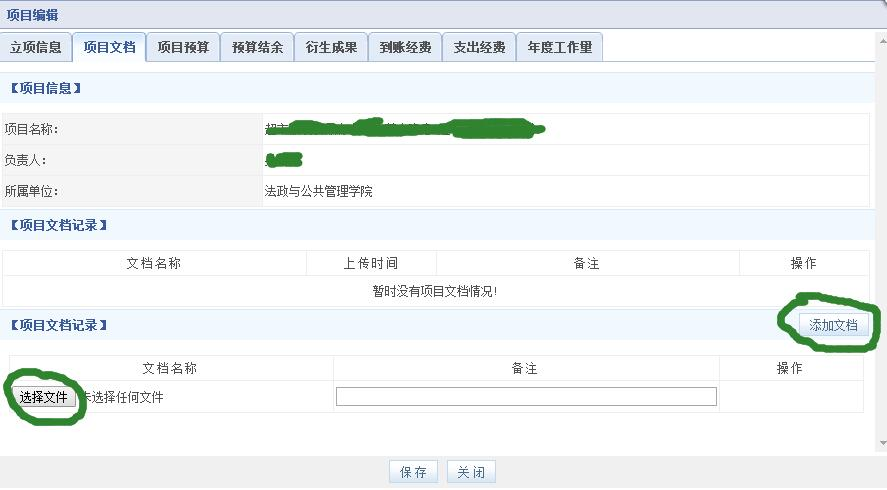 项目编辑
立项信息 项目文档 项目预算 预算结余 衍生成果 到账经费 支出经费 年度工作量
【项目信息】
项目名称:
负责人:
所属单位: 法政与公共管理学院
【项目文档记录】
文档名称 上传时间 备注 操作
暂时没有项目文档情况!
【项目文档记录】 添加文档
文档名称 备注 操作
选择文件 未选择任何文件
保存 关闭